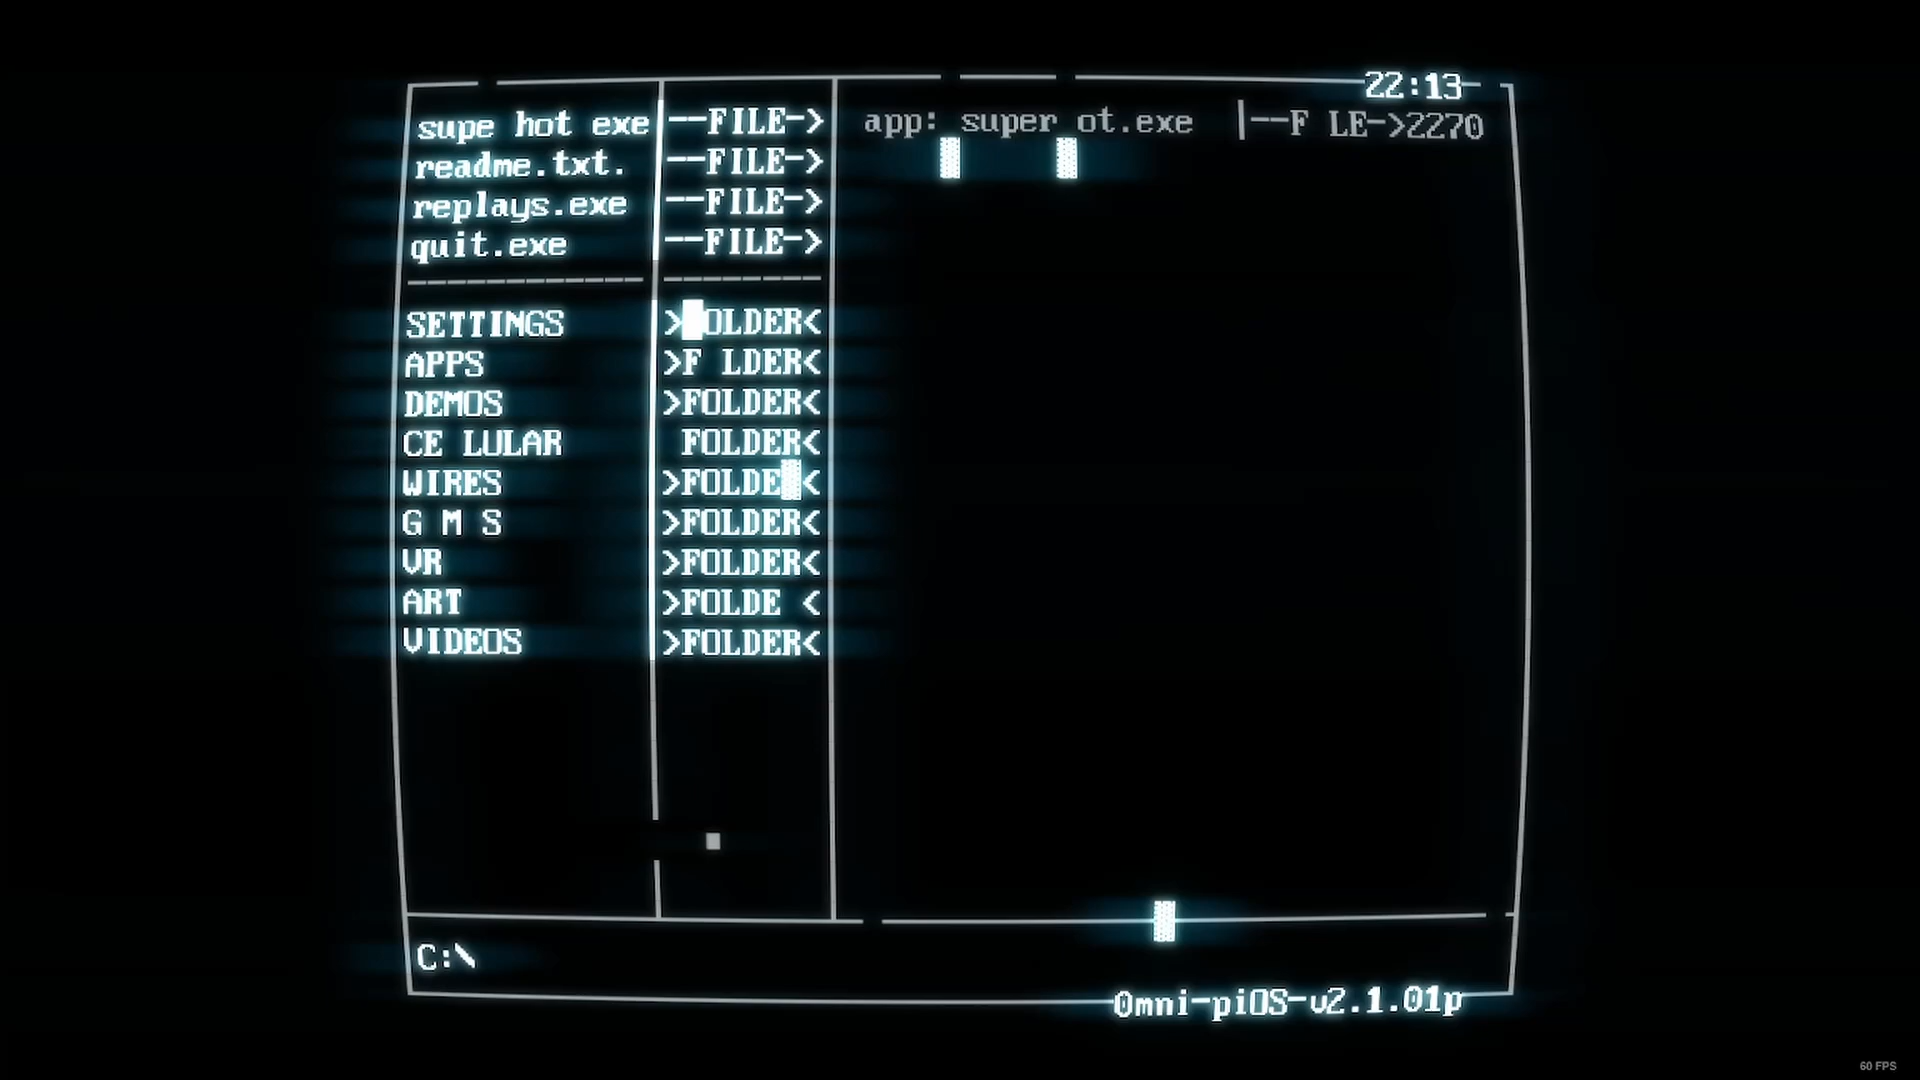 22:13
supe hot exe --FILE-> app: super ot.exe |--F LE->2270
readme.txt. --FILE->
replays.exe --FILE->
quit.exe --FILE->
SETTINGS > OLDER<
APPS >F LDER<
DEMOS >FOLDER<
CE LULAR FOLDER<
WIRES >FOLDE <
G M S >FOLDER<
VR >FOLDER<
ART >FOLDE <
VIDEOS >FOLDER<
C:\
Omni-piOS-v2.1.01p
60 FPS